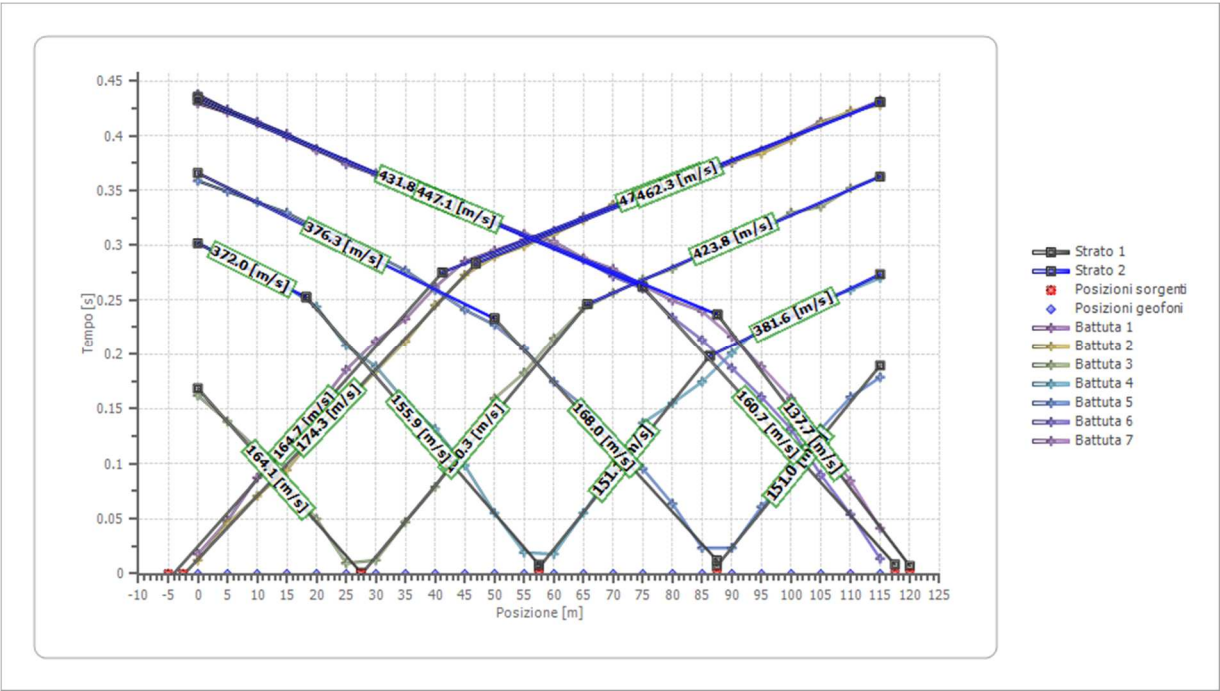 0.45
0.4
0.35
0.3
0.25
0.2
0.15
0.1
0.05
0
Tempo [s]
-10 -5 0 5 10 15 20 25 30 35 40 45 50 55 60 65 70 75 80 85 90 95 100 105 110 115 120 125
Posizione [m]
431.8
447.1 [m/s]
462.3 [m/s]
376.3 [m/s]
423.8 [m/s]
372.0 [m/s]
381.6 [m/s]
164.7 [m/s]
174.3 [m/s]
155.9 [m/s]
0.3 [m/s]
168.0 [m/s]
160.7 [m/s]
137.7 [m/s]
164.1 [m/s]
151.0
Strato 1
Strato 2
Posizioni sorgenti
Posizioni geofoni
Battuta 1
Battuta 2
Battuta 3
Battuta 4
Battuta 5
Battuta 6
Battuta 7